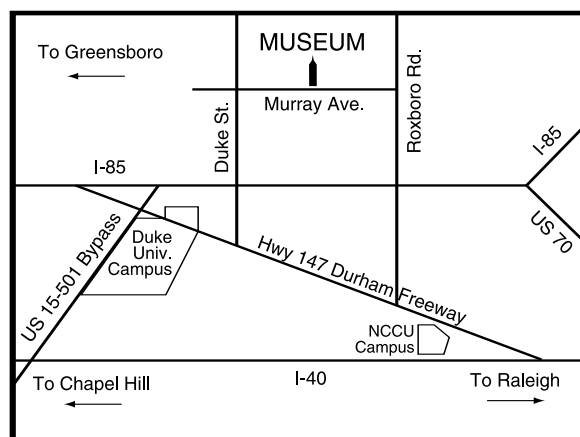 To Greensboro
MUSEUM
Murray Ave.
Duke St.
Roxboro Rd.
I-85
I-85
US 70
US 15-501 Bypass
Duke
Univ.
Campus
Hwy 147 Durham Freeway
NCCU
Campus
To Chapel Hill
I-40
To Raleigh